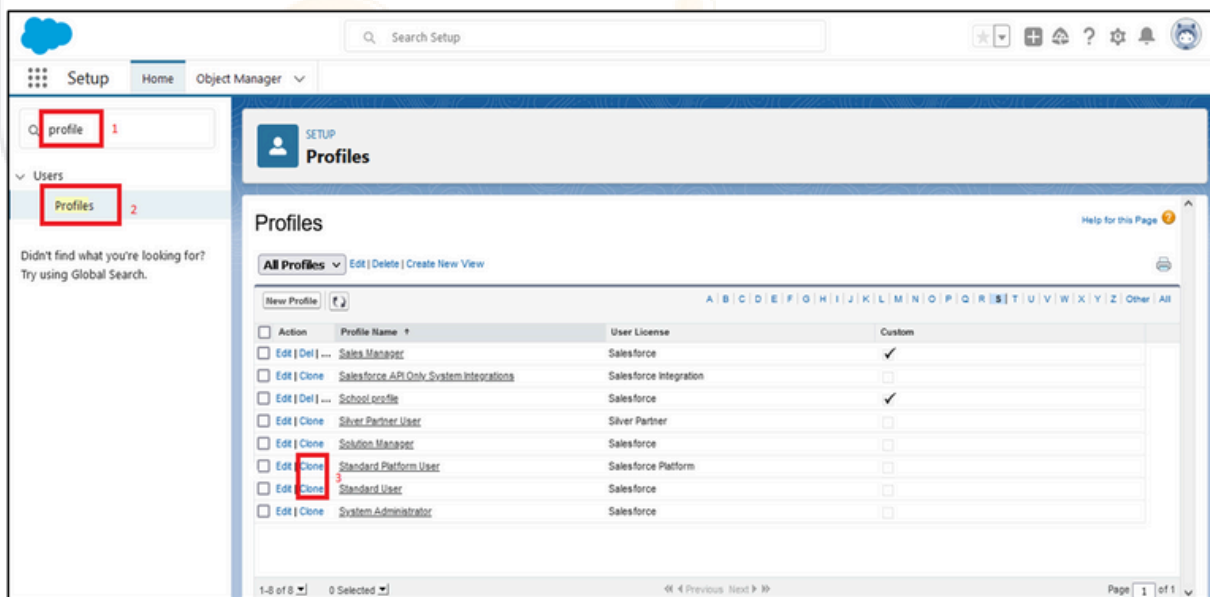 Search Setup
Setup Home Object Manager
profile 1
Users
Profiles 2
Didn't find what you're looking for?
Try using Global Search.
SETUP
Profiles
Profiles
Help for this Page
All Profiles Edit | Delete | Create New View
New Profile A | B | C | D | E | F | G | H | I | J | K | L | M | N | O | P | Q | R | S | T | U | V | W | X | Y | Z | Other | All
Action Profile Name ↑ User License Custom
Edit | Del | ... Sales Manager Salesforce ✓
Edit | Clone Salesforce API Only System Integrations Salesforce Integration
Edit | Del | ... School profile Salesforce ✓
Edit | Clone Silver Partner User Silver Partner
Edit | Clone Solution Manager Salesforce
Edit | Clone Standard Platform User Salesforce Platform
3
Edit | Clone Standard User Salesforce
Edit | Clone System Administrator Salesforce
1-8 of 8 0 Selected Previous Next Page 1 of 1